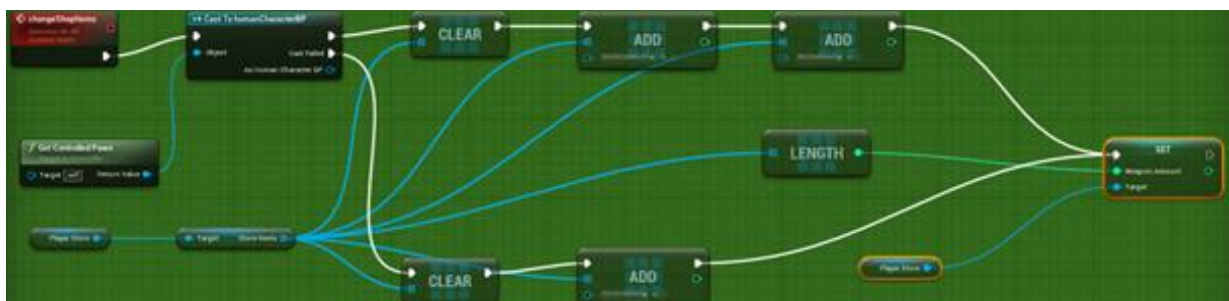 changeShopItems
Cast To humanCharacterBP
Object
Cast Failed
As Human Character BP
CLEAR
ADD
ADD
f Get Controlled Pawn
Target self
Return Value
LENGTH
SET
Weapon Amount
Target
Player Store
Target
Store Items
CLEAR
ADD
Player Store